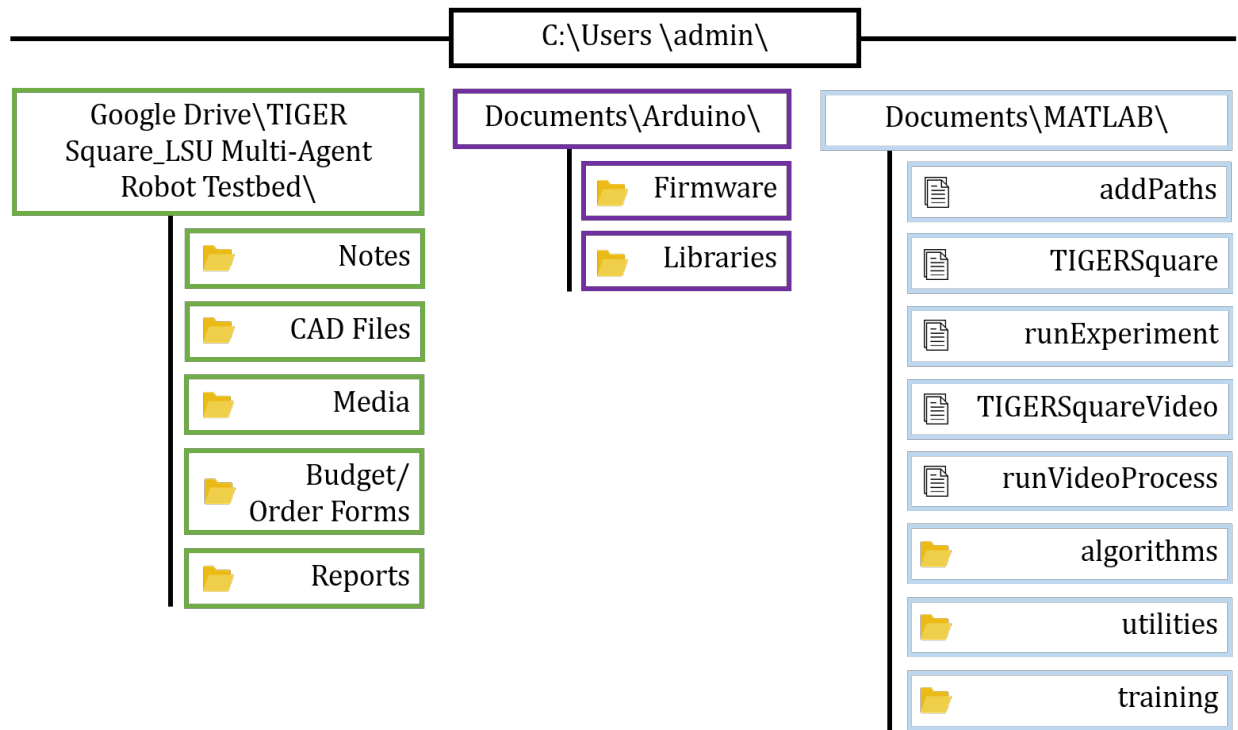 C:\Users \admin\
Google Drive\TIGER
Square_LSU Multi-Agent
Robot Testbed\
Notes
CAD Files
Media
Budget/
Order Forms
Reports
Documents\Arduino\
Firmware
Libraries
Documents\MATLAB\
addPaths
TIGERSquare
runExperiment
TIGERSquareVideo
runVideoProcess
algorithms
utilities
training